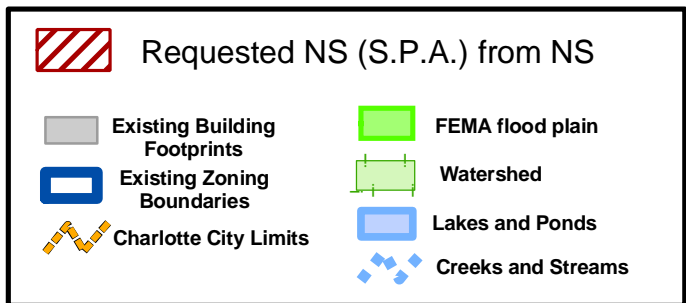 Requested NS (S.P.A.) from NS
Existing Building
Footprints
Existing Zoning
Boundaries
Charlotte City Limits
FEMA flood plain
Watershed
Lakes and Ponds
Creeks and Streams